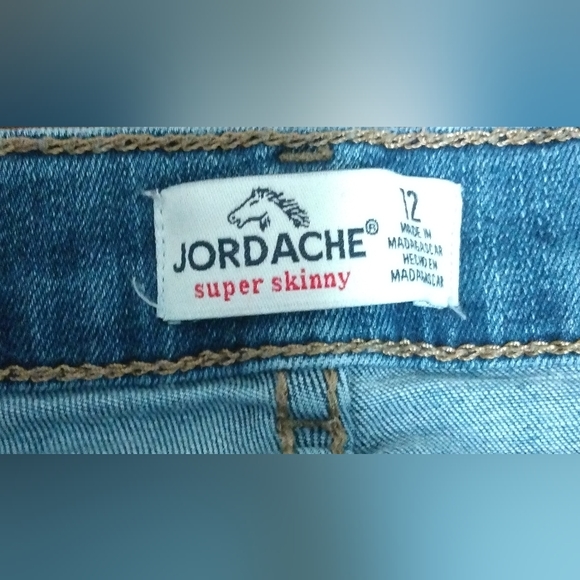 JORDACHE®
super skinny
12
MADE IN
MADAGASCAR
HECHO EN
MADAGASCAR